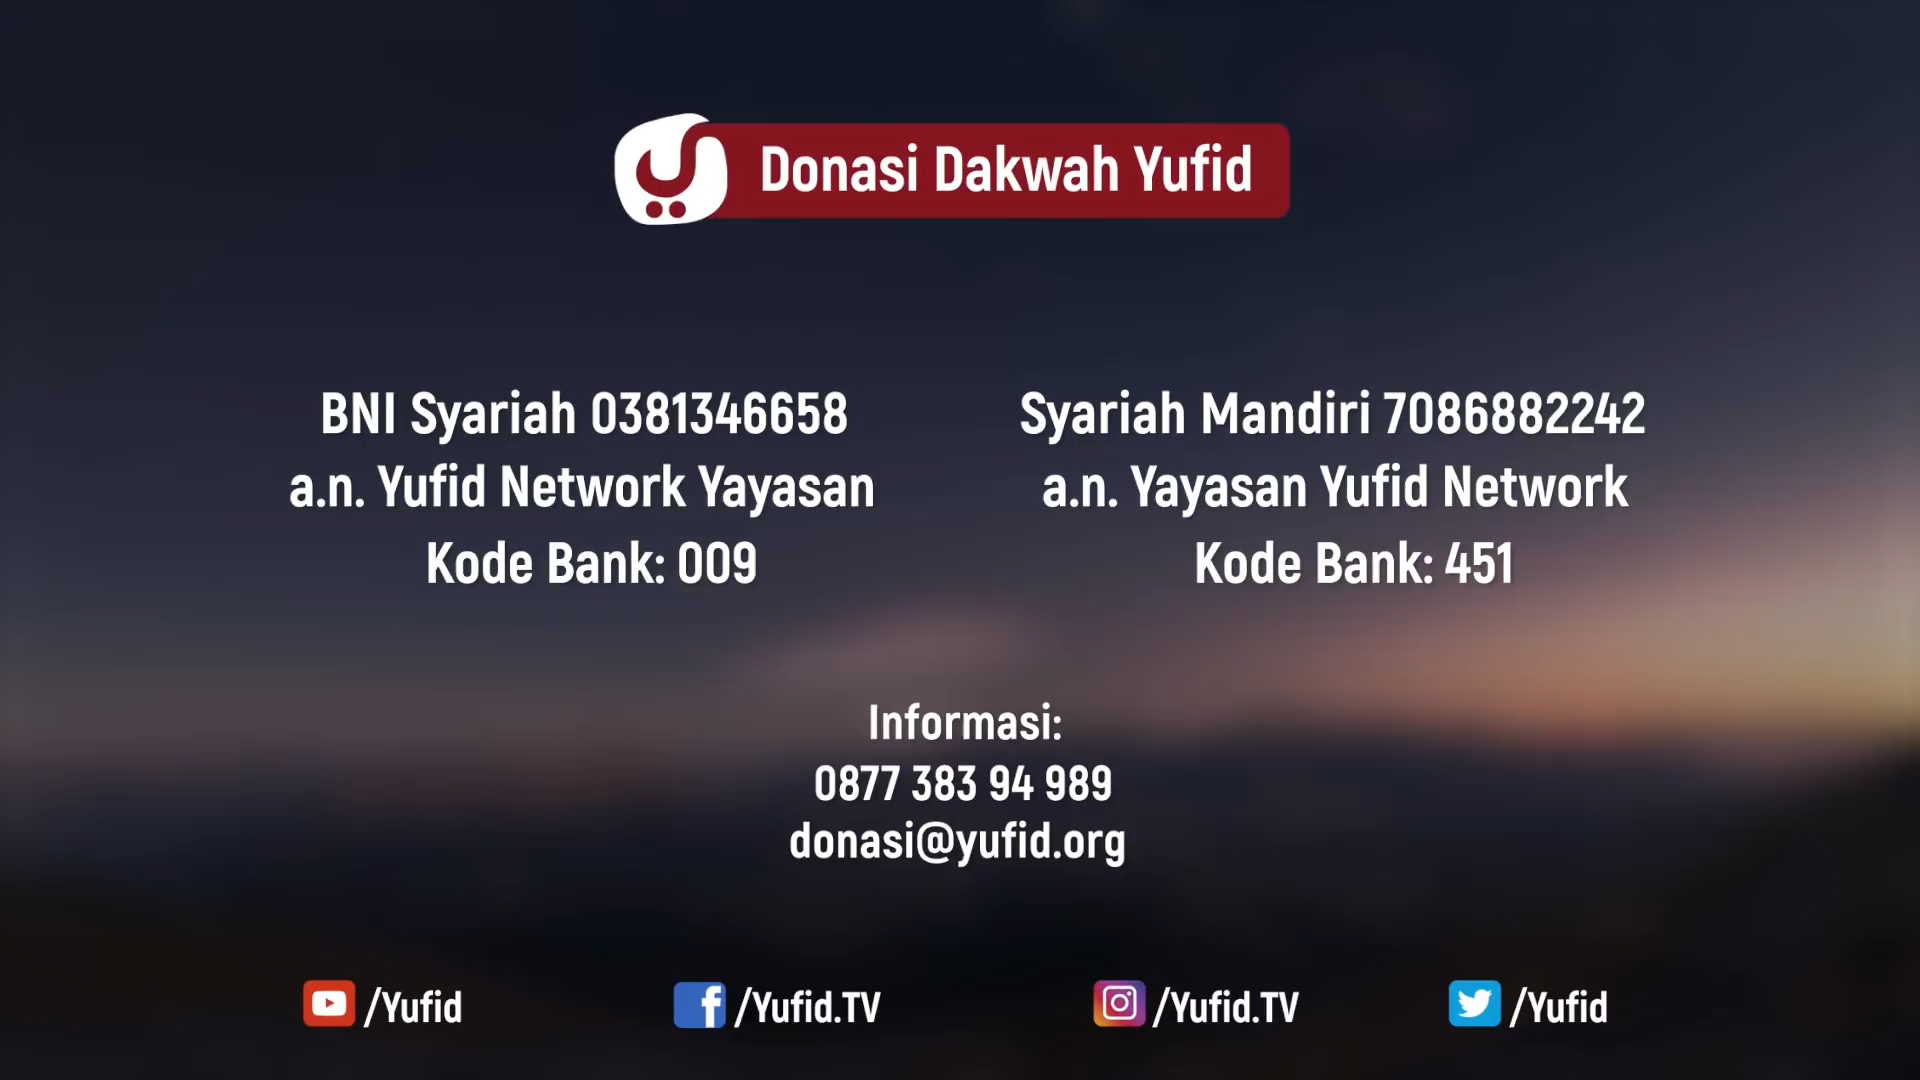 Donasi Dakwah Yufid
BNI Syariah 0381346658
a.n. Yufid Network Yayasan
Kode Bank: 009
Syariah Mandiri 7086882242
a.n. Yayasan Yufid Network
Kode Bank: 451
Informasi:
0877 383 94 989
donasi@yufid.org
/Yufid
/Yufid.TV
/Yufid.TV
/Yufid